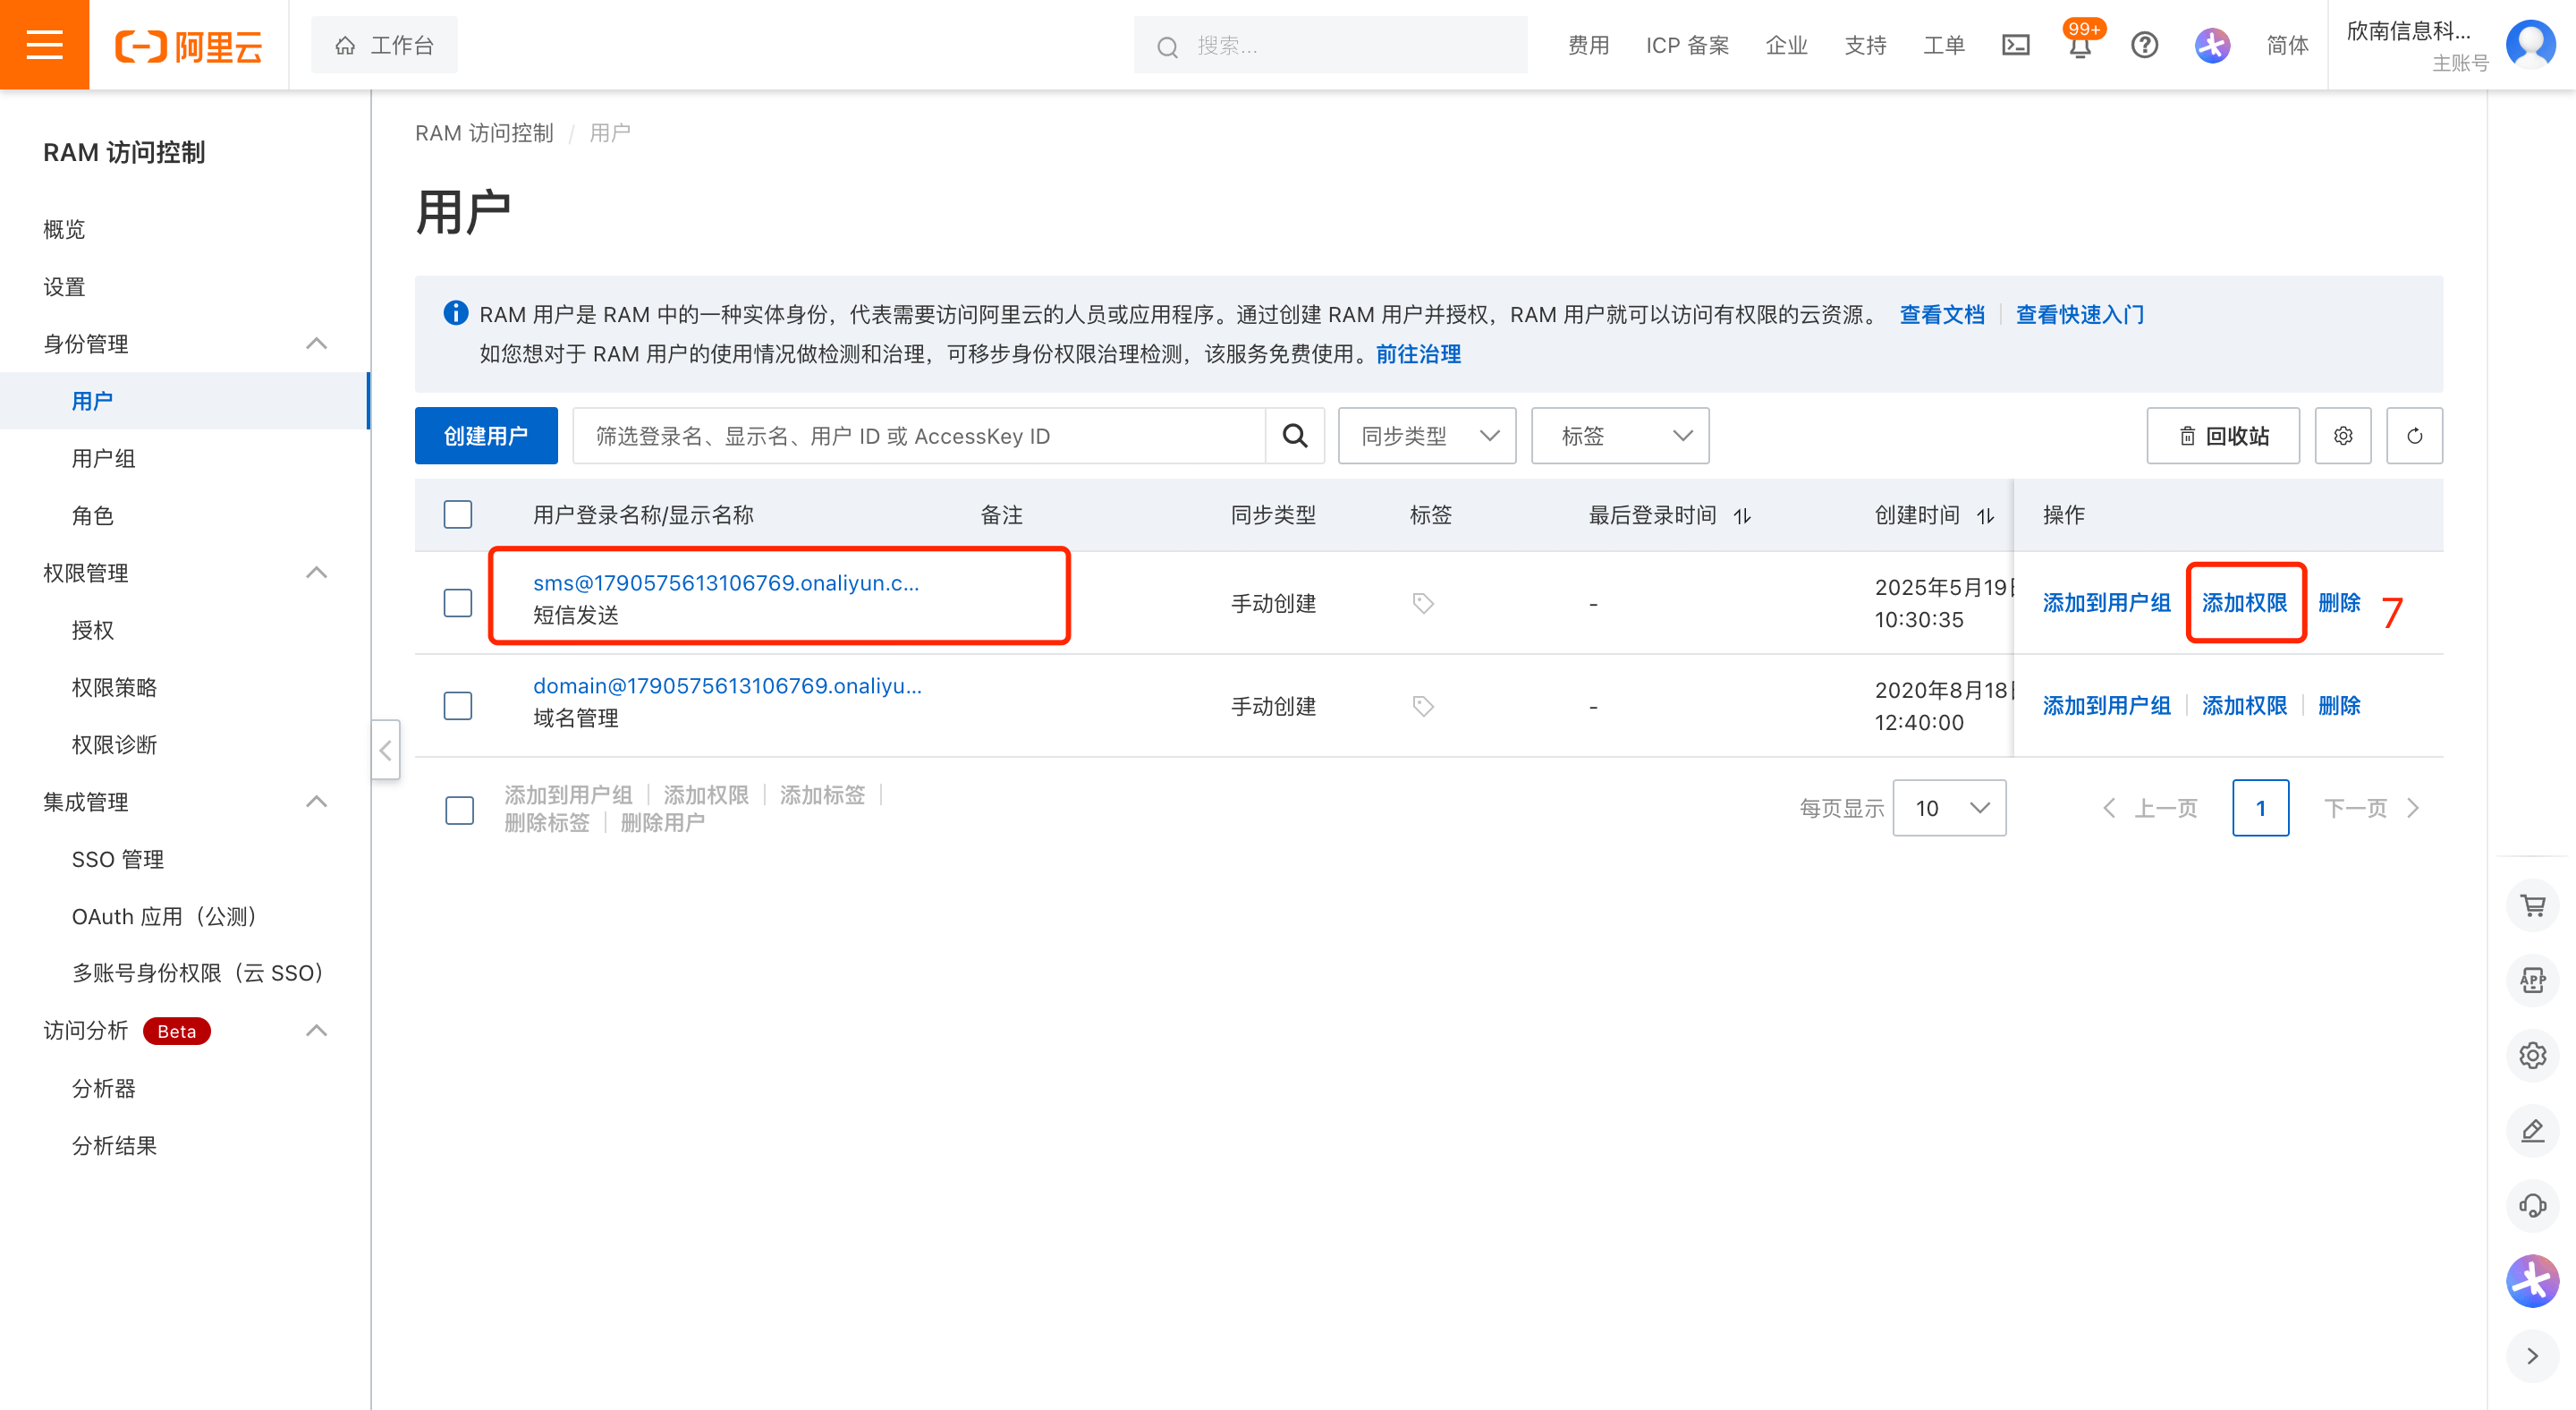 阿里云
工作台
搜索...
费用
ICP 备案
企业
支持
工单
99+
简体
欣南信息科...
主账号
RAM 访问控制
概览
设置
身份管理
用户
用户组
角色
权限管理
授权
权限策略
权限诊断
集成管理
SSO 管理
OAuth 应用（公测）
多账号身份权限（云 SSO）
访问分析 Beta
分析器
分析结果
RAM 访问控制 / 用户
用户
RAM 用户是 RAM 中的一种实体身份，代表需要访问阿里云的人员或应用程序。通过创建 RAM 用户并授权，RAM 用户就可以访问有权限的云资源。 查看文档 查看快速入门
如您想对于 RAM 用户的使用情况做检测和治理，可移步身份权限治理检测，该服务免费使用。前往治理
创建用户
筛选登录名、显示名、用户 ID 或 AccessKey ID
同步类型
标签
回收站
用户登录名称/显示名称 备注 同步类型 标签 最后登录时间 创建时间 操作
sms@1790575613106769.onaliyun.c...
短信发送
手动创建
-
2025年5月19日
10:30:35
添加到用户组 添加权限 删除 7
domain@1790575613106769.onaliyu...
域名管理
手动创建
-
2020年8月18日
12:40:00
添加到用户组 添加权限 删除
添加到用户组 添加权限 添加标签
删除标签 删除用户
每页显示 10 上一页 1 下一页
APP